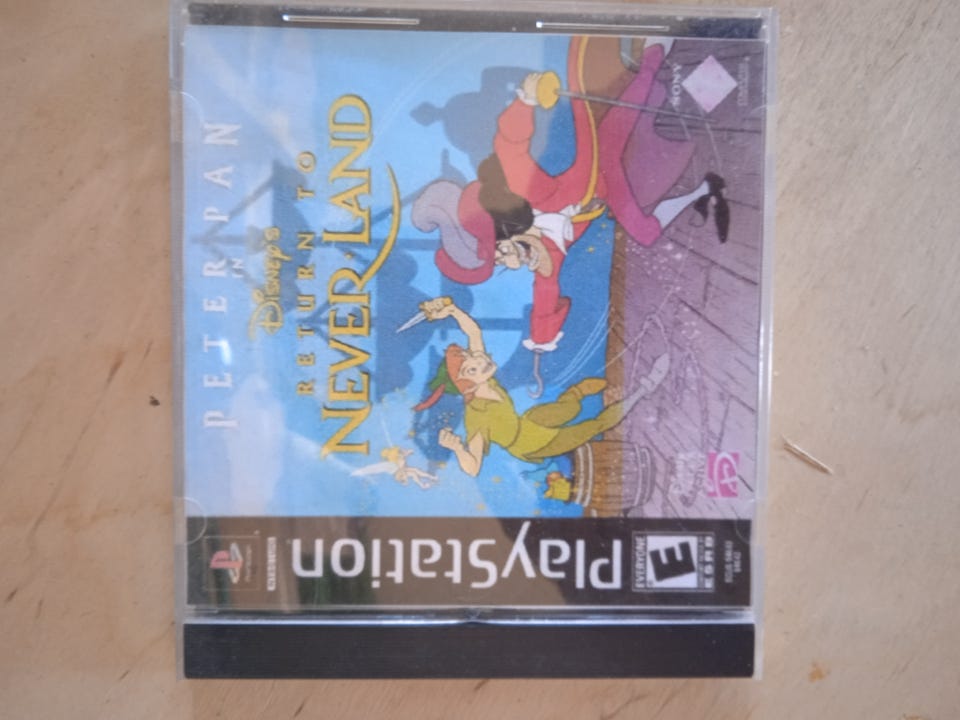 PETER PAN
IN
Disney's
RETURN TO
NEVER LAND
PlayStation
SONY
EVERYONE
E
ESRB